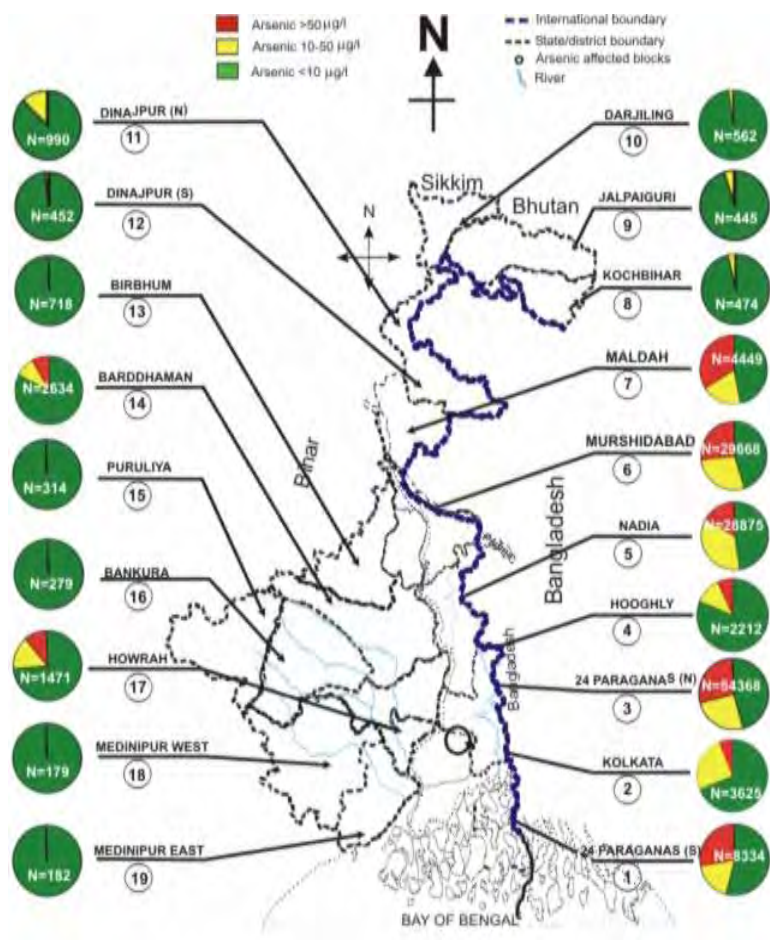 Arsenic >50 µg/l
Arsenic 10-50 µg/l
Arsenic <10 µg/l
N
International boundary
State/district boundary
Arsenic affected blocks
River
N=990
DINAJPUR (N)
11
DARJILING
10
N=562
N=452
DINAJPUR (S)
12
Sikkim
Bhutan
N
JALPAIGURI
9
N=445
N=718
BIRBHUM
13
KOCHBIHAR
8
N=474
N=2634
BARDDHAMAN
14
MALDAH
7
N=4449
Bihar
N=314
PURULIYA
15
MURSHIDABAD
6
N=29668
Bangladesh
N=279
BANKURA
16
NADIA
5
N=28875
N=1471
HOWRAH
17
HOOGHLY
4
N=2212
Bangladesh
24 PARAGANAS (N)
3
N=54368
N=179
MEDINIPUR WEST
18
KOLKATA
2
N=3625
N=182
MEDINIPUR EAST
19
24 PARAGANAS (S)
1
N=8334
BAY OF BENGAL